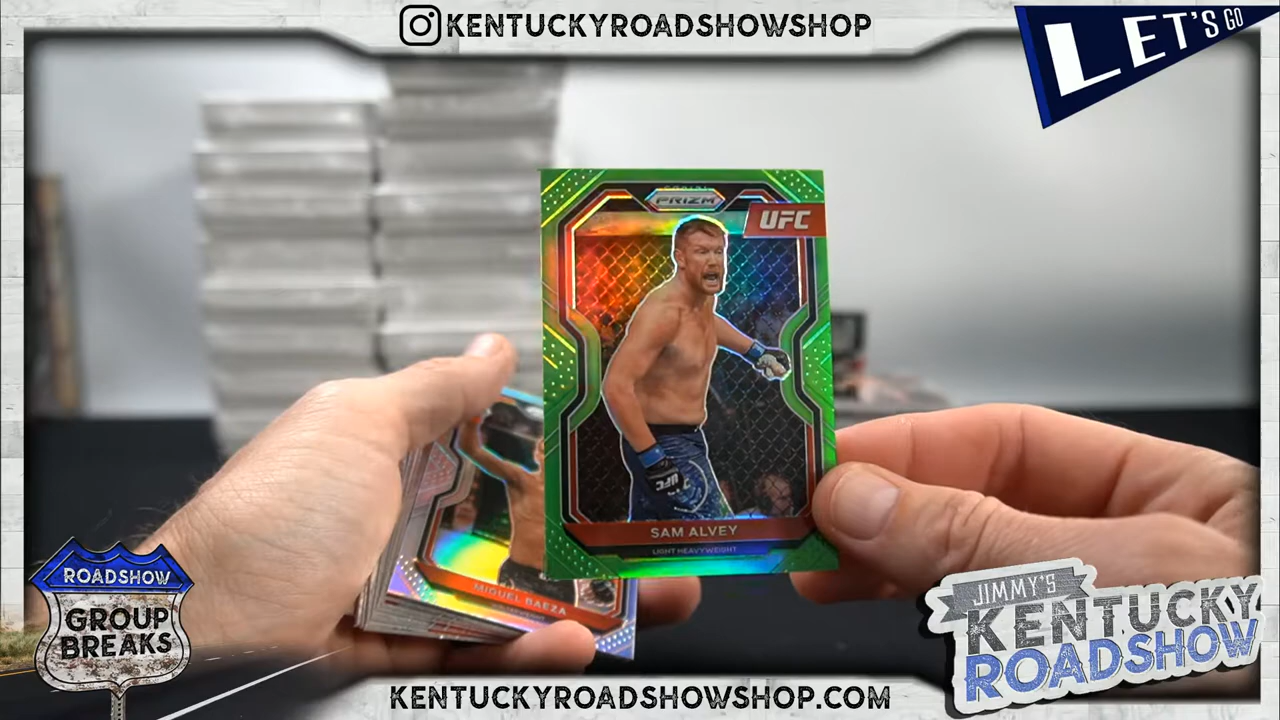 KENTUCKYROADSHOWSHOP
LET'S GO
PRIZM
UFC
UFC
SAM ALVEY
LIGHT HEAVYWEIGHT
MIGUEL BAEZA
ROADSHOW
GROUP
BREAKS
JIMMY'S
KENTUCKY
ROADSHOW
KENTUCKYROADSHOWSHOP.COM